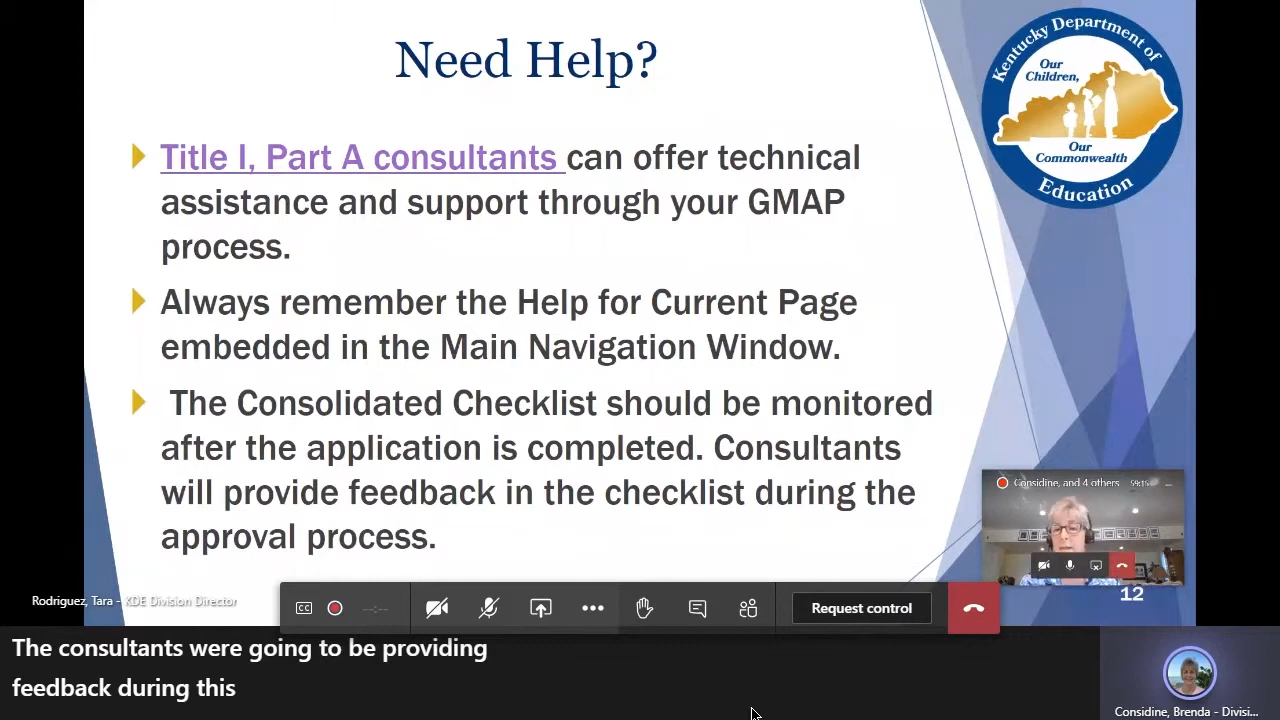 Need Help?
Kentucky Department of
Our
Children,
Our
Commonwealth
Education
Title I, Part A consultants can offer technical
assistance and support through your GMAP
process.
Always remember the Help for Current Page
embedded in the Main Navigation Window.
The Consolidated Checklist should be monitored
after the application is completed. Consultants
will provide feedback in the checklist during the
approval process.
Considine, and 4 others
12
Rodriguez, Tara - KDE Division Director
CC
--:--
Request control
The consultants were going to be providing
feedback during this
Considine, Brenda - Divisi...